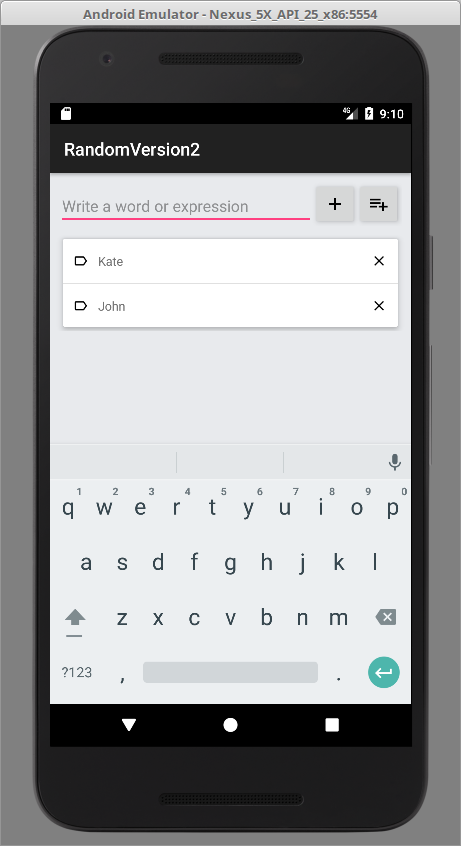 Android Emulator - Nexus_5X_API_25_x86:5554
4G 9:10
RandomVersion2
Write a word or expression
Kate
John
1 2 3 4 5 6 7 8 9 0
q w e r t y u i o p
a s d f g h j k l
z x c v b n m
?123 , .